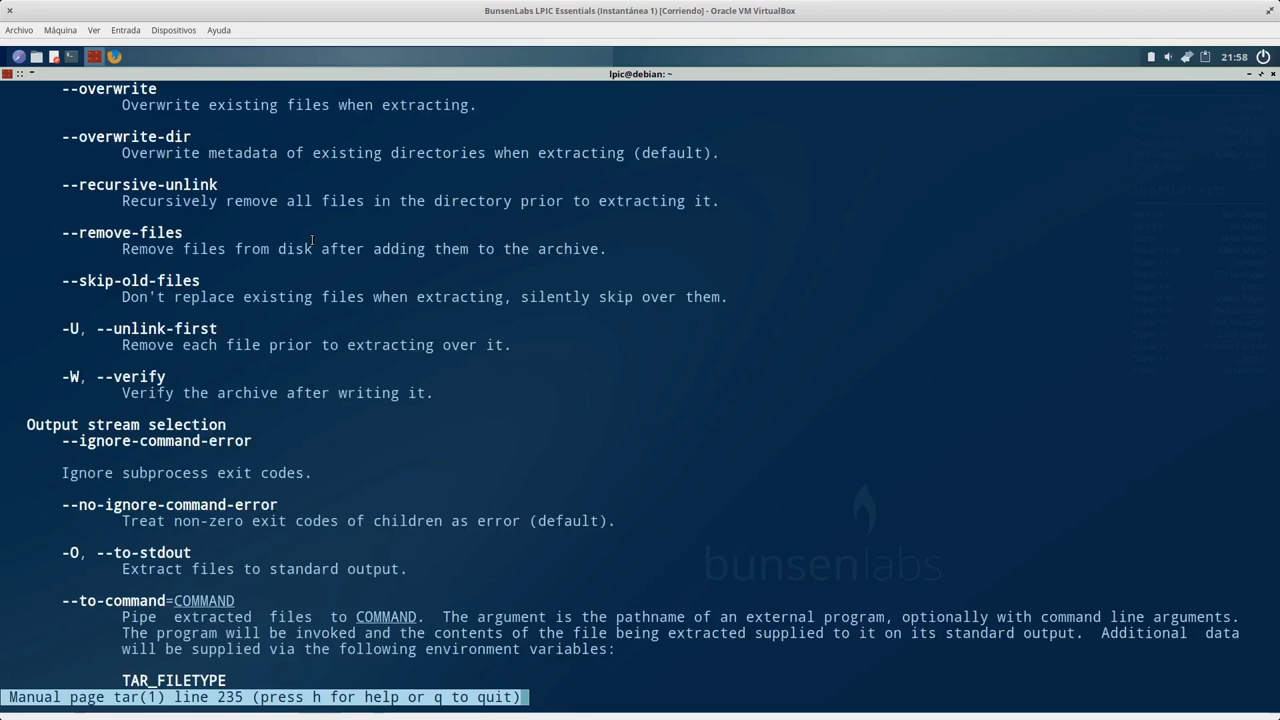 BunsenLabs LPIC Essentials (Instantánea 1) [Corriendo] - Oracle VM VirtualBox
Archivo Máquina Ver Entrada Dispositivos Ayuda
21:58
lpic@debian: ~
--overwrite
Overwrite existing files when extracting.
--overwrite-dir
Overwrite metadata of existing directories when extracting (default).
--recursive-unlink
Recursively remove all files in the directory prior to extracting it.
--remove-files
Remove files from disk after adding them to the archive.
--skip-old-files
Don't replace existing files when extracting, silently skip over them.
-U, --unlink-first
Remove each file prior to extracting over it.
-W, --verify
Verify the archive after writing it.
Output stream selection
--ignore-command-error
Ignore subprocess exit codes.
--no-ignore-command-error
Treat non-zero exit codes of children as error (default).
-O, --to-stdout
Extract files to standard output.
--to-command=COMMAND
Pipe extracted files to COMMAND. The argument is the pathname of an external program, optionally with command line arguments.
The program will be invoked and the contents of the file being extracted supplied to it on its standard output. Additional data
will be supplied via the following environment variables:
TAR_FILETYPE
Manual page tar(1) line 235 (press h for help or q to quit)
bunsenlabs